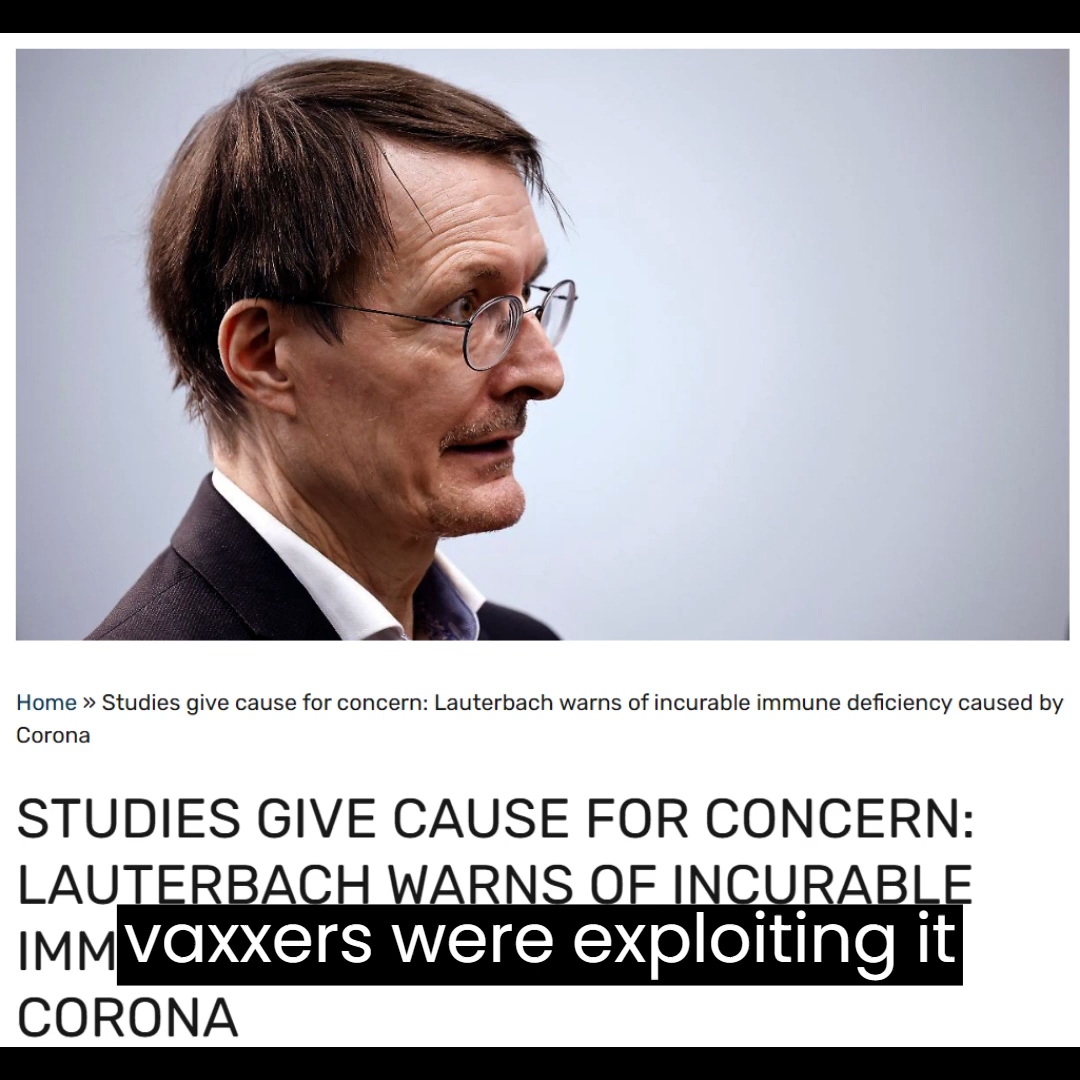 Home » Studies give cause for concern: Lauterbach warns of incurable immune deficiency caused by
Corona
STUDIES GIVE CAUSE FOR CONCERN:
LAUTERBACH WARNS OF INCURABLE
IMM
vaxxers were exploiting it
CORONA